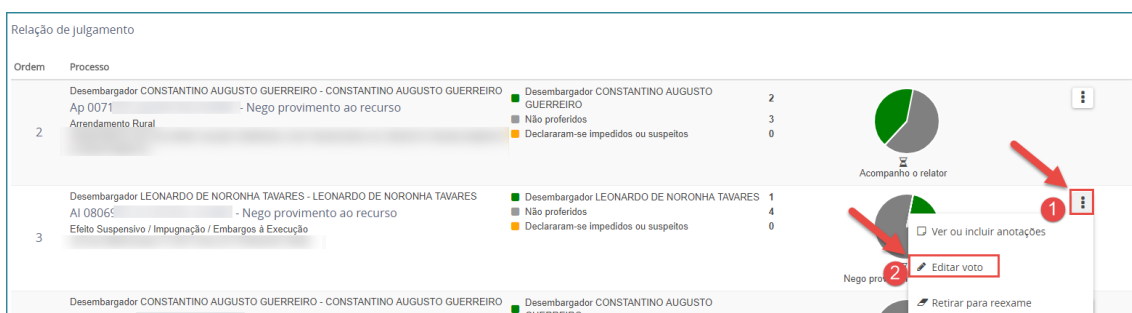 Relação de julgamento
Ordem Processo
Desembargador CONSTANTINO AUGUSTO GUERREIRO - CONSTANTINO AUGUSTO GUERREIRO
Ap 0071 - Nego provimento ao recurso
Arrendamento Rural
2
Desembargador CONSTANTINO AUGUSTO GUERREIRO 2
Não proferidos 3
Declararam-se impedidos ou suspeitos 0
Acompanho o relator
Desembargador LEONARDO DE NORONHA TAVARES - LEONARDO DE NORONHA TAVARES
AI 0806 - Nego provimento ao recurso
Efeito Suspensivo / Impugnação / Embargos à Execução
3
Desembargador LEONARDO DE NORONHA TAVARES 1
Não proferidos 4
Declararam-se impedidos ou suspeitos 0
1
Ver ou incluir anotações
2
Editar voto
Nego
Retirar para reexame
Desembargador CONSTANTINO AUGUSTO GUERREIRO - CONSTANTINO AUGUSTO GUERREIRO
Desembargador CONSTANTINO AUGUSTO